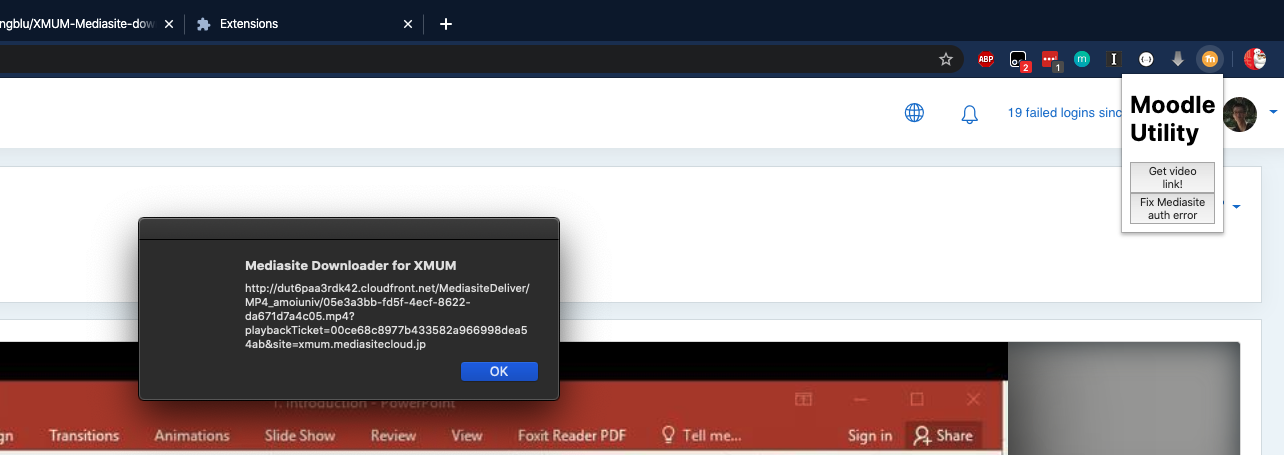 ngblu/XMUM-Mediasite-dow
Extensions
ABP
2
1
m
I
m
19 failed logins sinc
Moodle
Utility
Get video
link!
Fix Mediasite
auth error
Mediasite Downloader for XMUM
http://dut6paa3rdk42.cloudfront.net/MediasiteDeliver/
MP4_amoiuniv/05e3a3bb-fd5f-4ecf-8622-
da671d7a4c05.mp4?
playbackTicket=00ce68c8977b433582a966998dea5
4ab&site=xmum.mediasitecloud.jp
OK
1. Introduction - PowerPoint
gn
Transitions
Animations
Slide Show
Review
View
Foxit Reader PDF
Tell me...
Sign in
Share